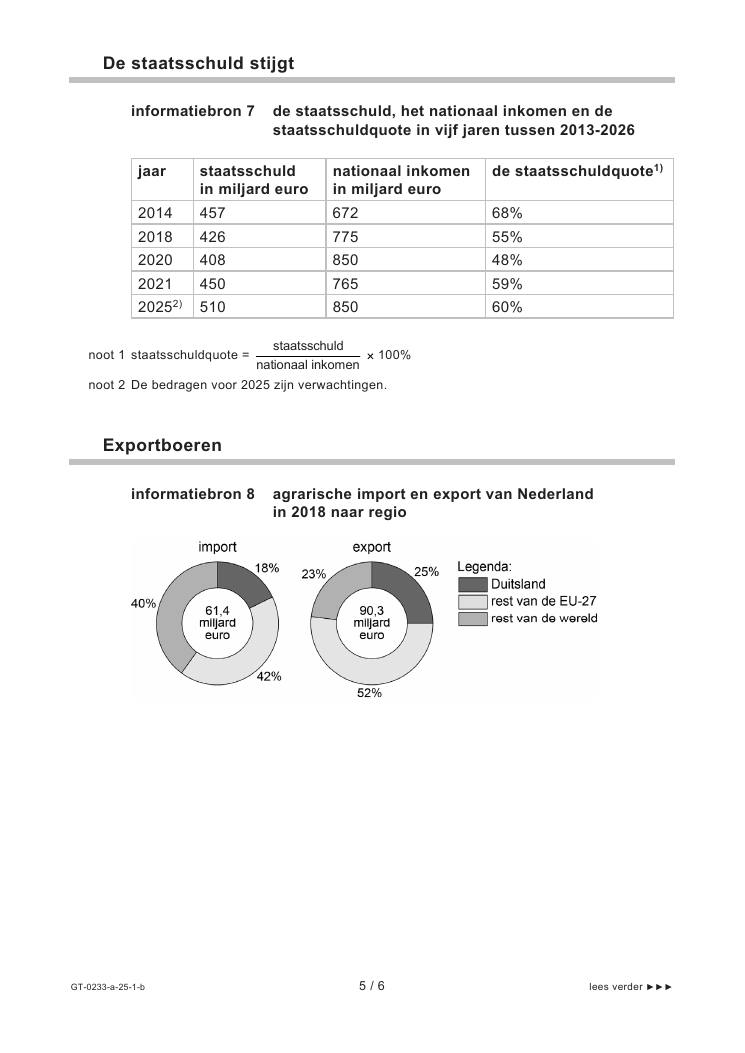 De staatsschuld stijgt
informatiebron 7 de staatsschuld, het nationaal inkomen en de
staatsschuldquote in vijf jaren tussen 2013-2026
jaar staatsschuld nationaal inkomen de staatsschuldquote1)
in miljard euro in miljard euro
2014 457 672 68%
2018 426 775 55%
2020 408 850 48%
2021 450 765 59%
20252) 510 850 60%
noot 1 staatsschuldquote = staatsschuld / nationaal inkomen × 100%
noot 2 De bedragen voor 2025 zijn verwachtingen.
Exportboeren
informatiebron 8 agrarische import en export van Nederland
in 2018 naar regio
import
18%
40%
61,4
miljard
euro
42%
export
23%
25%
90,3
miljard
euro
52%
Legenda:
Duitsland
rest van de EU-27
rest van de wereld
GT-0233-a-25-1-b 5 / 6 lees verder ►►►